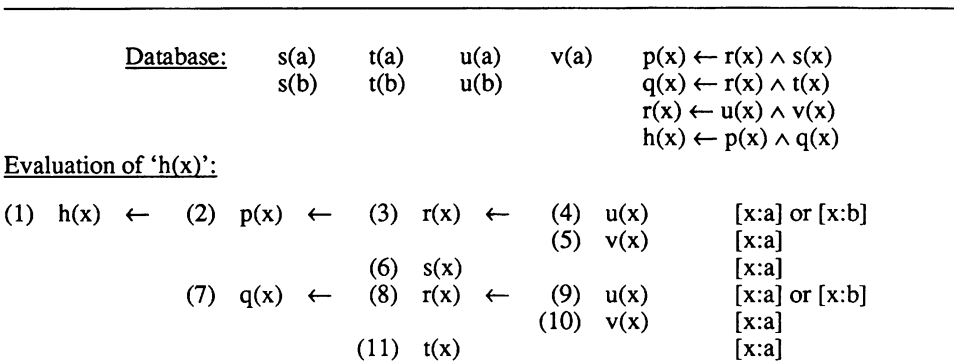 Database: s(a) t(a) u(a) v(a) p(x) ← r(x) ∧ s(x)
s(b) t(b) u(b) q(x) ← r(x) ∧ t(x)
r(x) ← u(x) ∧ v(x)
h(x) ← p(x) ∧ q(x)
Evaluation of ‘h(x)’:
(1) h(x) ← (2) p(x) ← (3) r(x) ← (4) u(x) [x:a] or [x:b]
(5) v(x) [x:a]
(6) s(x) [x:a]
(7) q(x) ← (8) r(x) ← (9) u(x) [x:a] or [x:b]
(10) v(x) [x:a]
(11) t(x) [x:a]